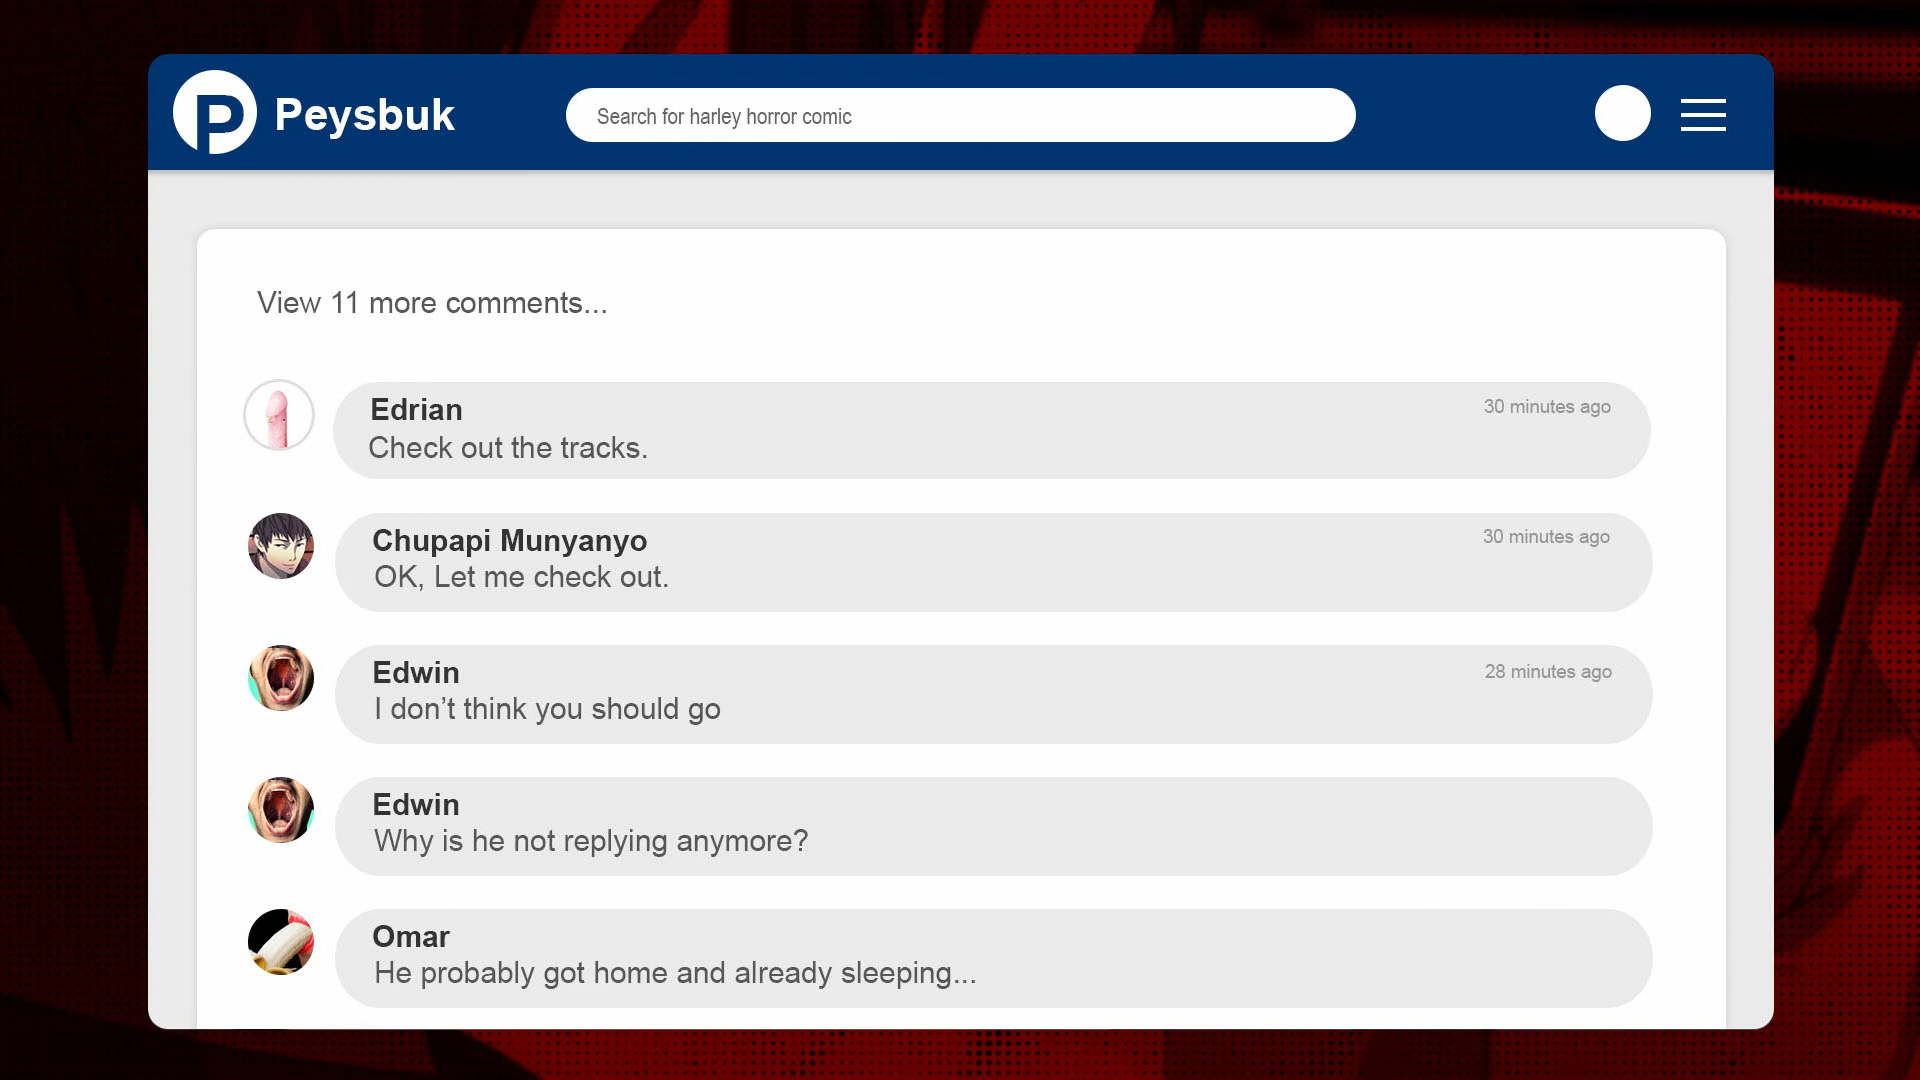 Peysbuk
Search for harley horror comic
View 11 more comments...
Edrian
30 minutes ago
Check out the tracks.
Chupapi Munyanyo
30 minutes ago
OK, Let me check out.
Edwin
28 minutes ago
I don’t think you should go
Edwin
Why is he not replying anymore?
Omar
He probably got home and already sleeping...